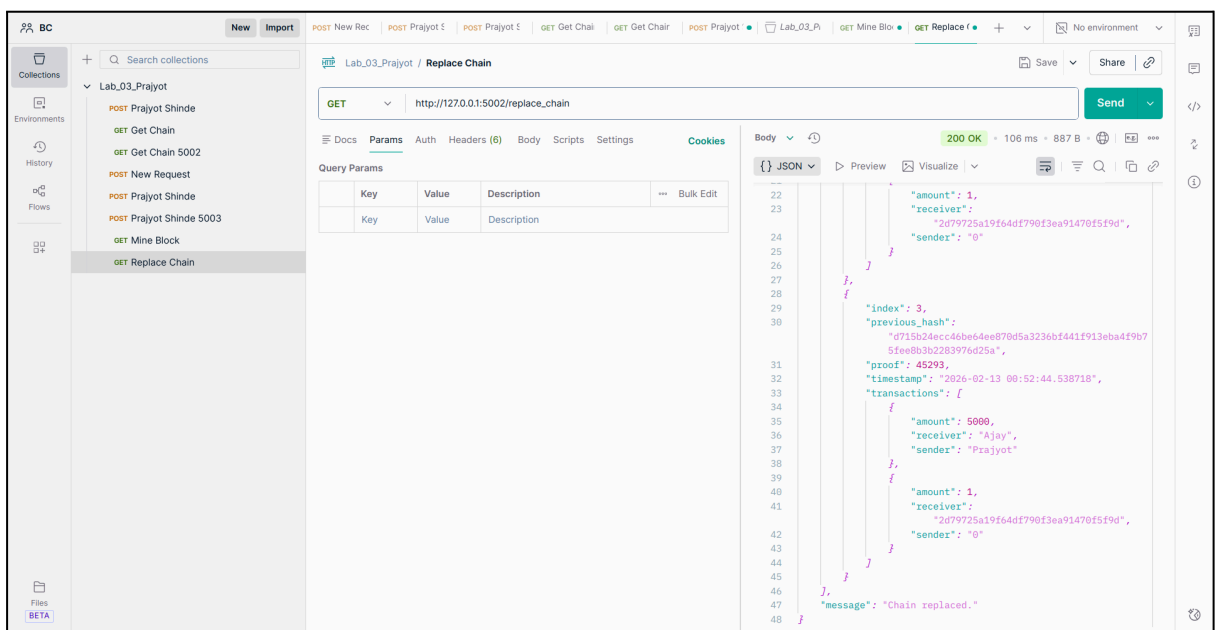 BC
New
Import
POST New Rec
POST Prajyot S
POST Prajyot S
GET Get Chai
GET Get Chair
POST Prajyot
Lab_03_Pr
GET Mine Blo
GET Replace
No environment
Collections
Environments
History
Flows
Files
BETA
Search collections
Lab_03_Prajyot
POST Prajyot Shinde
GET Get Chain
GET Get Chain 5002
POST New Request
POST Prajyot Shinde
POST Prajyot Shinde 5003
GET Mine Block
GET Replace Chain
HTTP Lab_03_Prajyot / Replace Chain
Save
Share
GET http://127.0.0.1:5002/replace_chain
Send
Docs Params Auth Headers (6) Body Scripts Settings Cookies
Query Params
Key Value Description ••• Bulk Edit
Key Value Description
Body 200 OK • 106 ms • 887 B
{} JSON Preview Visualize
22 "amount": 1,
23 "receiver":
"2d79725a19f64df790f3ea91470f5f9d",
24 "sender": "0"
25 }
26 ]
27 },
28 {
29 "index": 3,
30 "previous_hash":
"d715b24ecc46be64ee870d5a3236bf441f913eba4f9b7
5fee8b3b2283976d25a",
31 "proof": 45293,
32 "timestamp": "2026-02-13 00:52:44.538718",
33 "transactions": [
34 {
35 "amount": 5000,
36 "receiver": "Ajay",
37 "sender": "Prajyot"
38 },
39 {
40 "amount": 1,
41 "receiver":
"2d79725a19f64df790f3ea91470f5f9d",
42 "sender": "0"
43 }
44 ]
45 }
46 ],
47 "message": "Chain replaced."
48 }